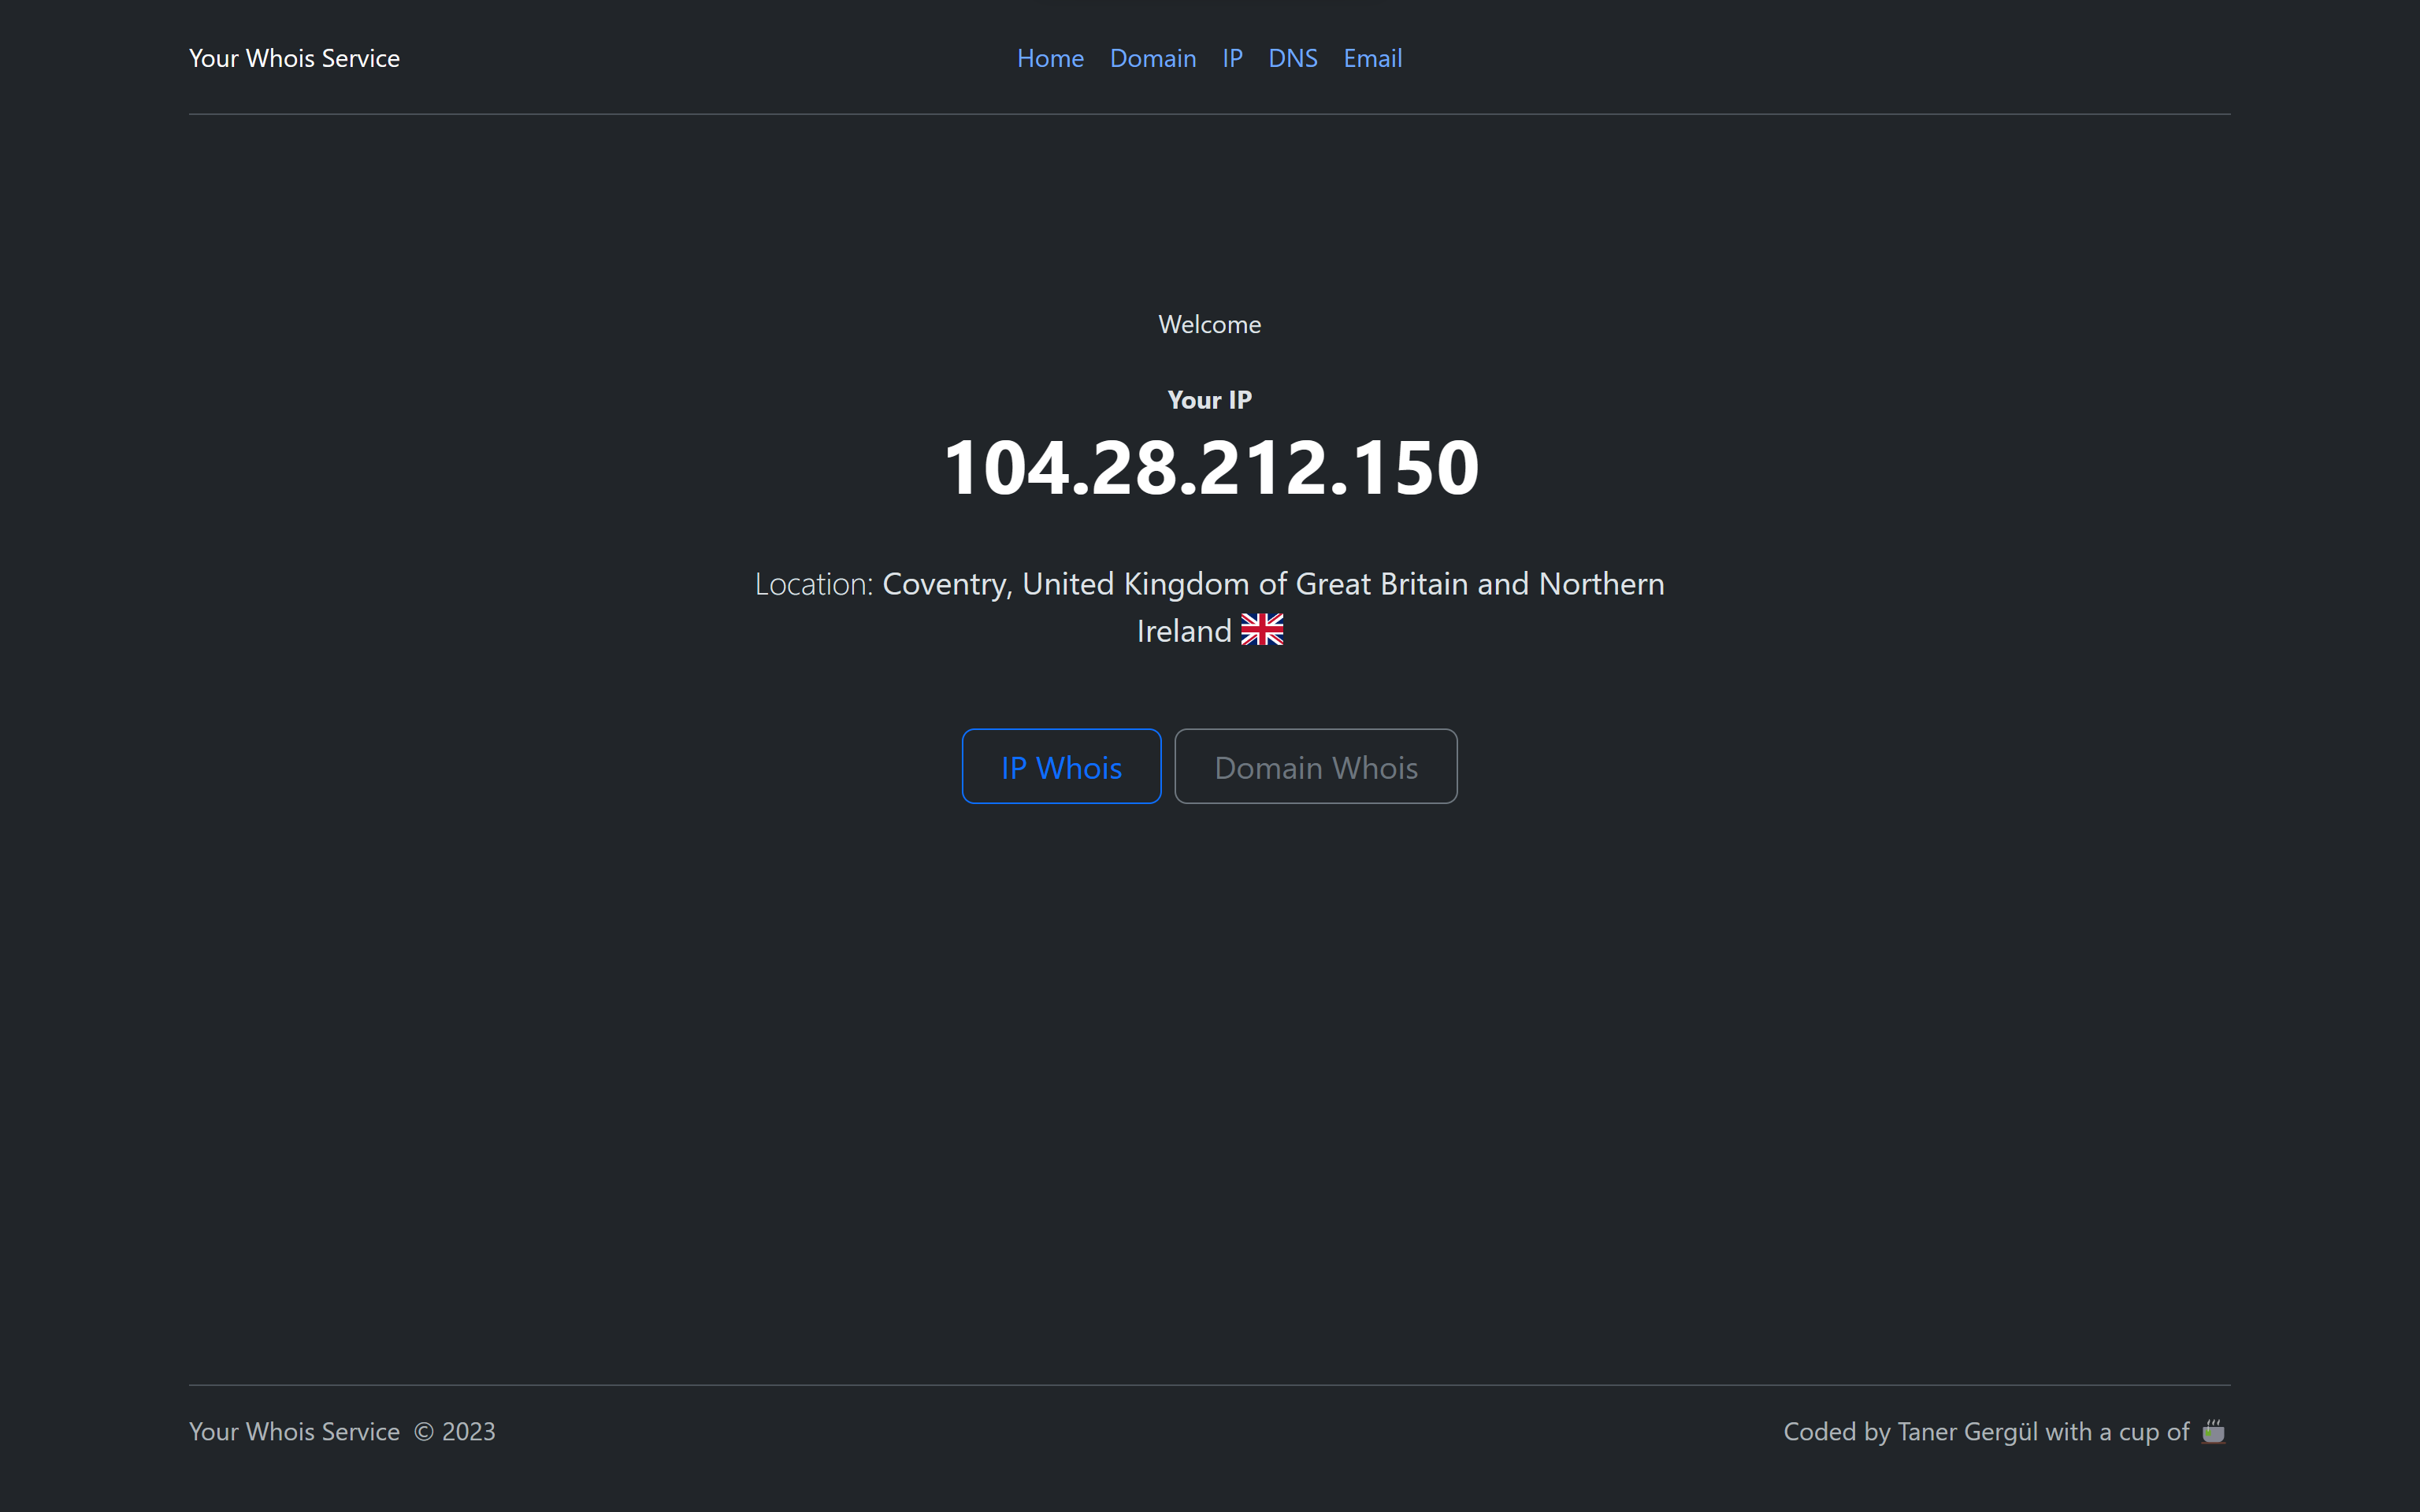 Your Whois Service
Home Domain IP DNS Email
Welcome
Your IP
104.28.212.150
Location: Coventry, United Kingdom of Great Britain and Northern
Ireland
IP Whois Domain Whois
Your Whois Service © 2023
Coded by Taner Gergül with a cup of